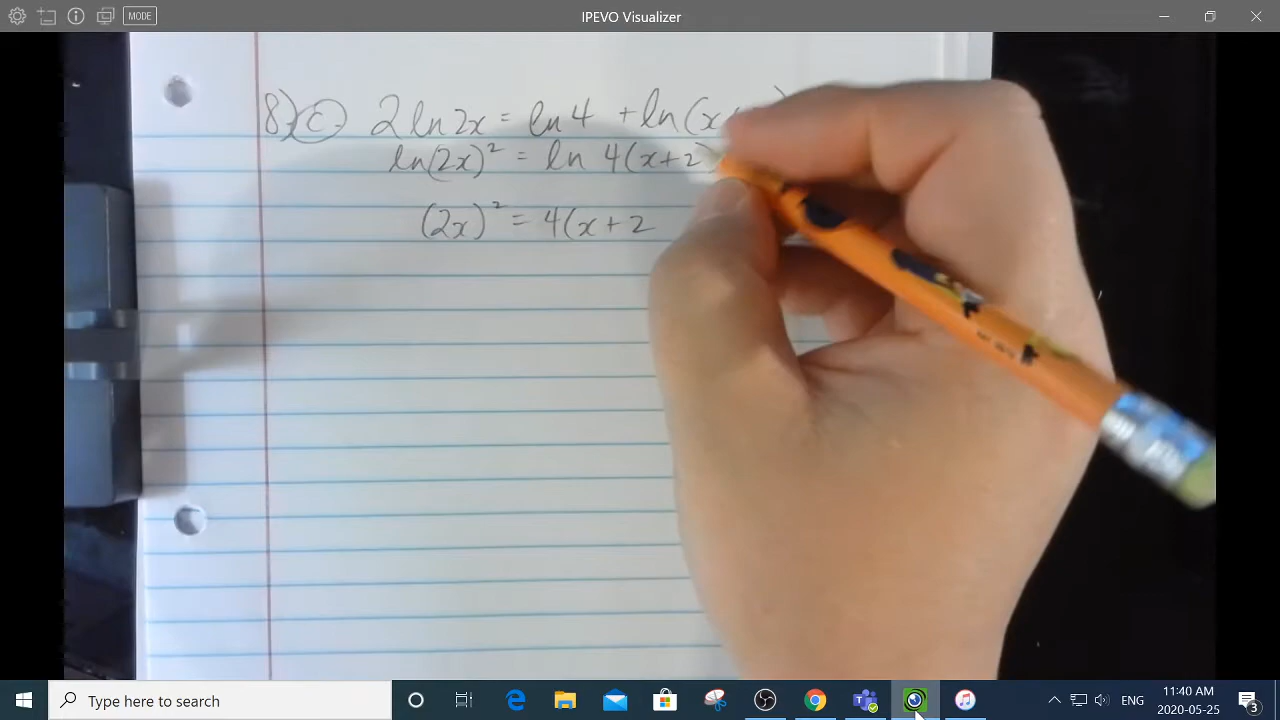 IPEVO Visualizer
MODE
8) c) 2 ln 2x = ln 4 + ln (x
ln(2x)² = ln 4(x+2)
(2x)² = 4(x+2
Type here to search
ENG
11:40 AM
2020-05-25
3